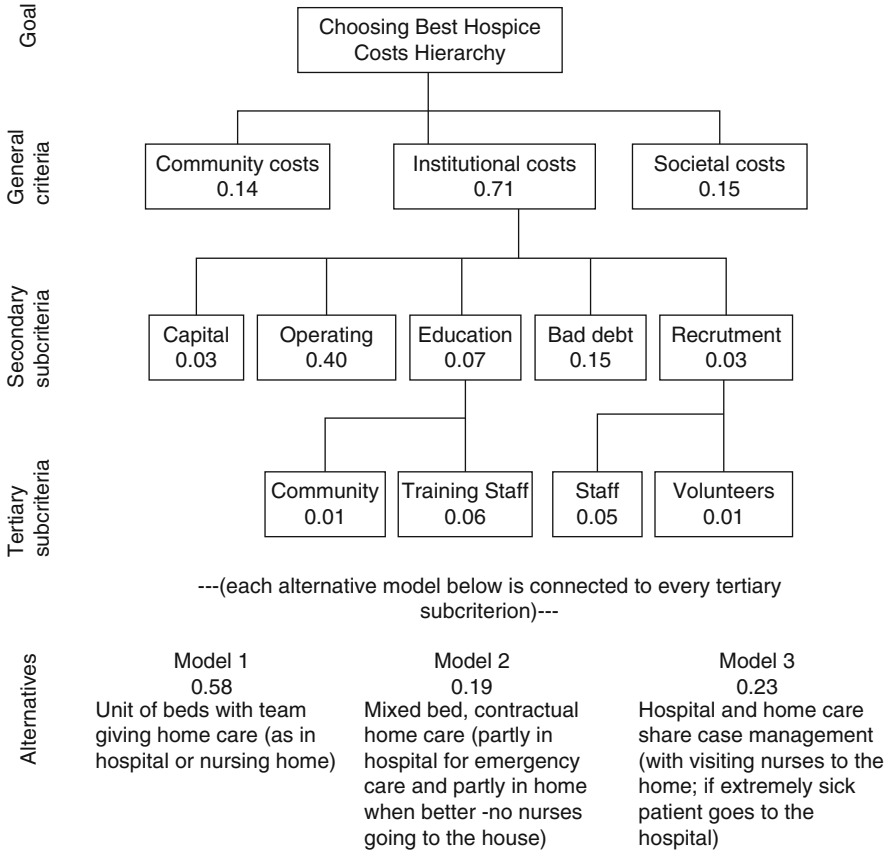 Goal
Choosing Best Hospice
Costs Hierarchy
General
criteria
Community costs
0.14
Institutional costs
0.71
Societal costs
0.15
Secondary
subcriteria
Capital
0.03
Operating
0.40
Education
0.07
Bad debt
0.15
Recrutment
0.03
Tertiary
subcriteria
Community
0.01
Training Staff
0.06
Staff
0.05
Volunteers
0.01
---(each alternative model below is connected to every tertiary
subcriterion)---
Alternatives
Model 1
0.58
Unit of beds with team
giving home care (as in
hospital or nursing home)
Model 2
0.19
Mixed bed, contractual
home care (partly in
hospital for emergency
care and partly in home
when better -no nurses
going to the house)
Model 3
0.23
Hospital and home care
share case management
(with visiting nurses to the
home; if extremely sick
patient goes to the
hospital)